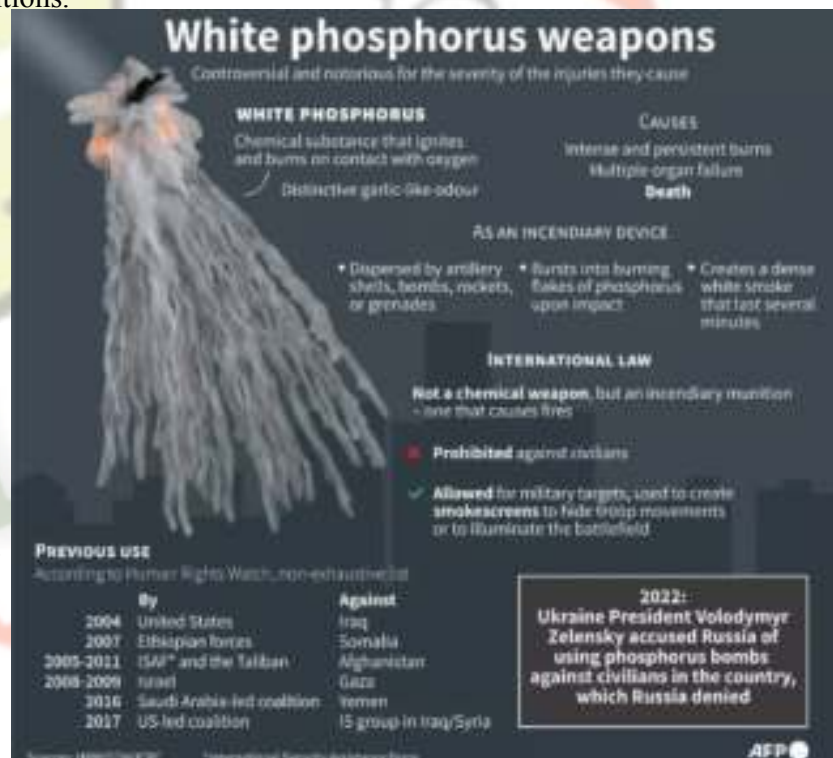 itions.
White phosphorus weapons
Controversial and notorious for the severity of the injuries they cause
WHITE PHOSPHORUS
Chemical substance that ignites
and burns on contact with oxygen
Distinctive garlic-like odour
CAUSES
Intense and persistent burns
Multiple organ failure
Death
AS AN INCENDIARY DEVICE
• Dispersed by artillery
shells, bombs, rockets,
or grenades
• Bursts into burning
flakes of phosphorus
upon impact
• Creates a dense
white smoke
that last several
minutes
INTERNATIONAL LAW
Not a chemical weapon, but an incendiary munition
– one that causes fires
Prohibited against civilians
Allowed for military targets, used to create
smokescreens to hide troop movements
or to illuminate the battlefield
PREVIOUS USE
According to Human Rights Watch, non-exhaustive list
By Against
2004 United States Iraq
2007 Ethiopian forces Somalia
2005-2011 ISAF* and the Taliban Afghanistan
2008-2009 Israel Gaza
2016 Saudi Arabia-led coalition Yemen
2017 US-led coalition IS group in Iraq/Syria
2022:
Ukraine President Volodymyr
Zelensky accused Russia of
using phosphorus bombs
against civilians in the country,
which Russia denied
AFP